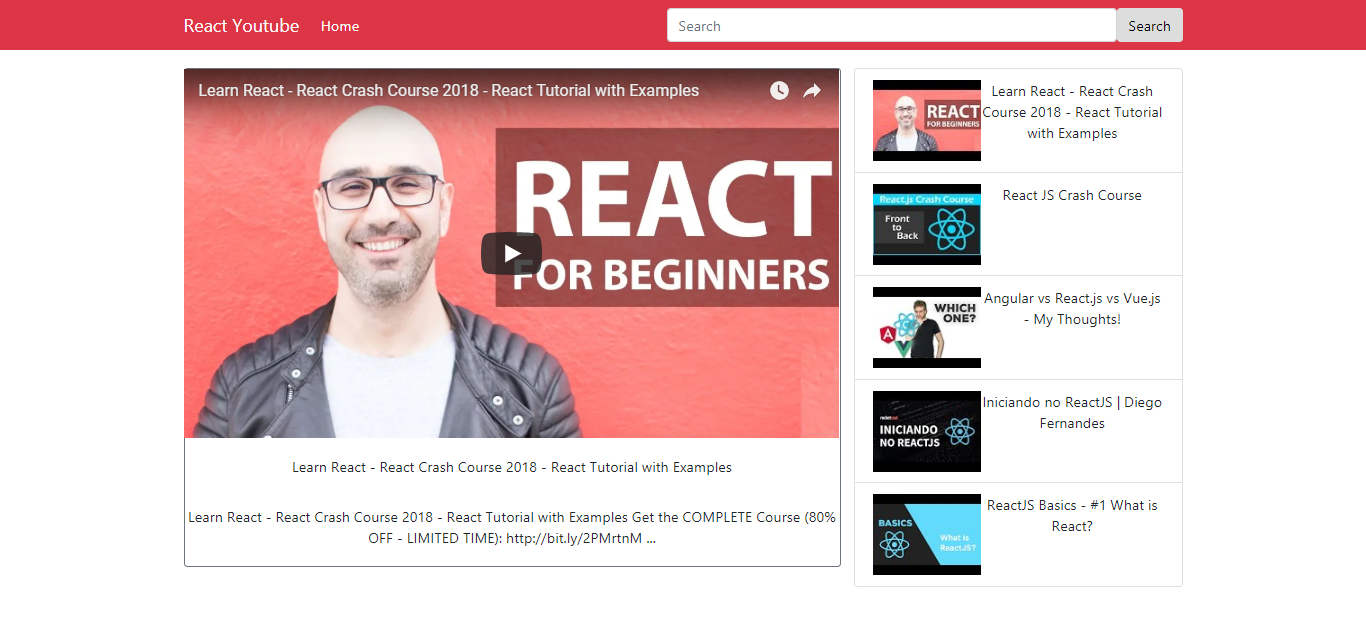 React Youtube
Home
Search
Search
Learn React - React Crash Course 2018 - React Tutorial with Examples
REACT
FOR BEGINNERS
Learn React - React Crash Course 2018 - React Tutorial with Examples
Learn React - React Crash Course 2018 - React Tutorial with Examples Get the COMPLETE Course (80%
OFF - LIMITED TIME): http://bit.ly/2PMrtnM ...
REACT
FOR BEGINNERS
Learn React - React Crash
Course 2018 - React Tutorial
with Examples
React.js Crash Course
Front
to
Back
React JS Crash Course
WHICH
ONE?
Angular vs React.js vs Vue.js
- My Thoughts!
INICIANDO
NO REACTJS
Iniciando no ReactJS | Diego
Fernandes
BASICS
What is
ReactJS?
ReactJS Basics - #1 What is
React?